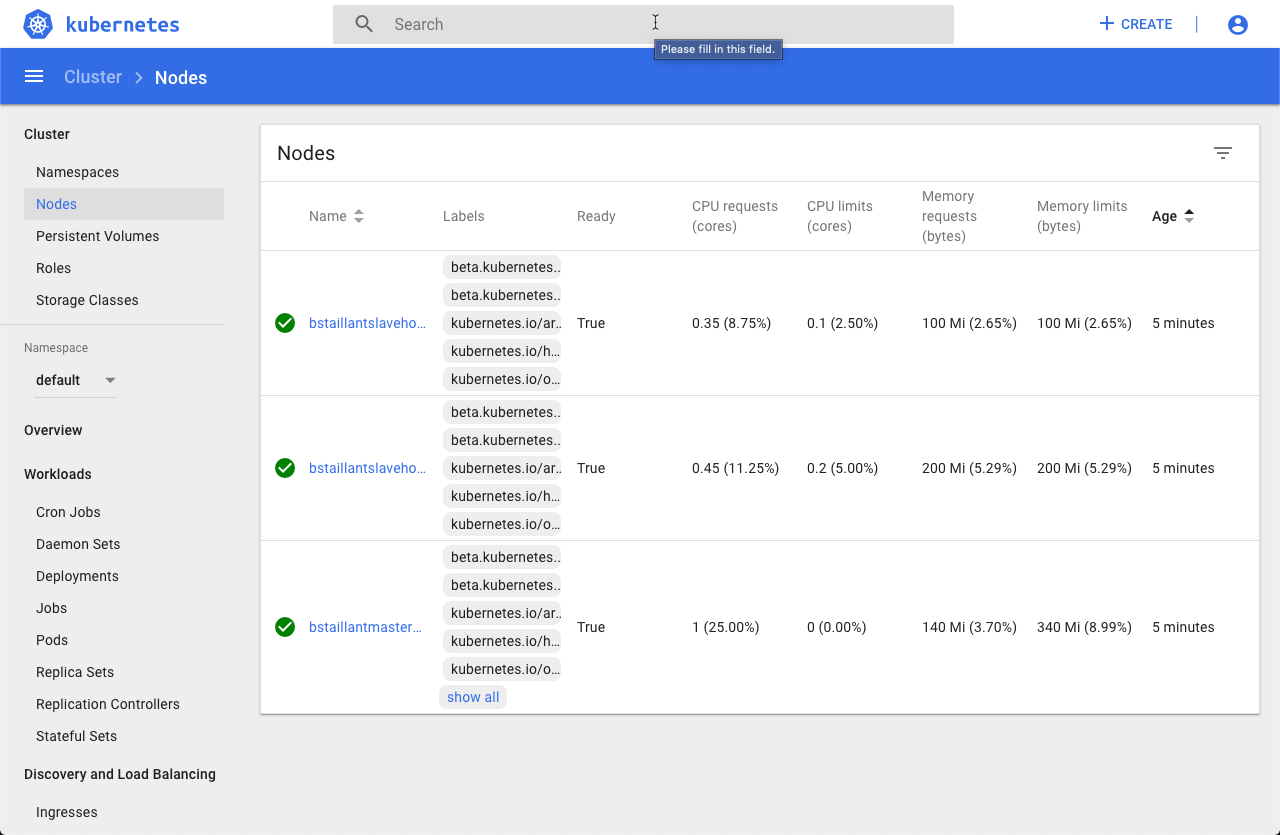 kubernetes
Search
CREATE
Please fill in this field.
Cluster
Nodes
Cluster
Namespaces
Nodes
Persistent Volumes
Roles
Storage Classes
Namespace
default
Overview
Workloads
Cron Jobs
Daemon Sets
Deployments
Jobs
Pods
Replica Sets
Replication Controllers
Stateful Sets
Discovery and Load Balancing
Ingresses
Nodes
Name
Labels
Ready
CPU requests
(cores)
CPU limits
(cores)
Memory
requests
(bytes)
Memory limits
(bytes)
Age
bstaillantslaveho…
beta.kubernetes..
beta.kubernetes..
kubernetes.io/ar..
kubernetes.io/h…
kubernetes.io/o…
True
0.35 (8.75%)
0.1 (2.50%)
100 Mi (2.65%)
100 Mi (2.65%)
5 minutes
bstaillantslaveho…
beta.kubernetes..
beta.kubernetes..
kubernetes.io/ar..
kubernetes.io/h…
kubernetes.io/o…
True
0.45 (11.25%)
0.2 (5.00%)
200 Mi (5.29%)
200 Mi (5.29%)
5 minutes
bstaillantmaster…
beta.kubernetes..
beta.kubernetes..
kubernetes.io/ar..
kubernetes.io/h…
kubernetes.io/o…
show all
True
1 (25.00%)
0 (0.00%)
140 Mi (3.70%)
340 Mi (8.99%)
5 minutes